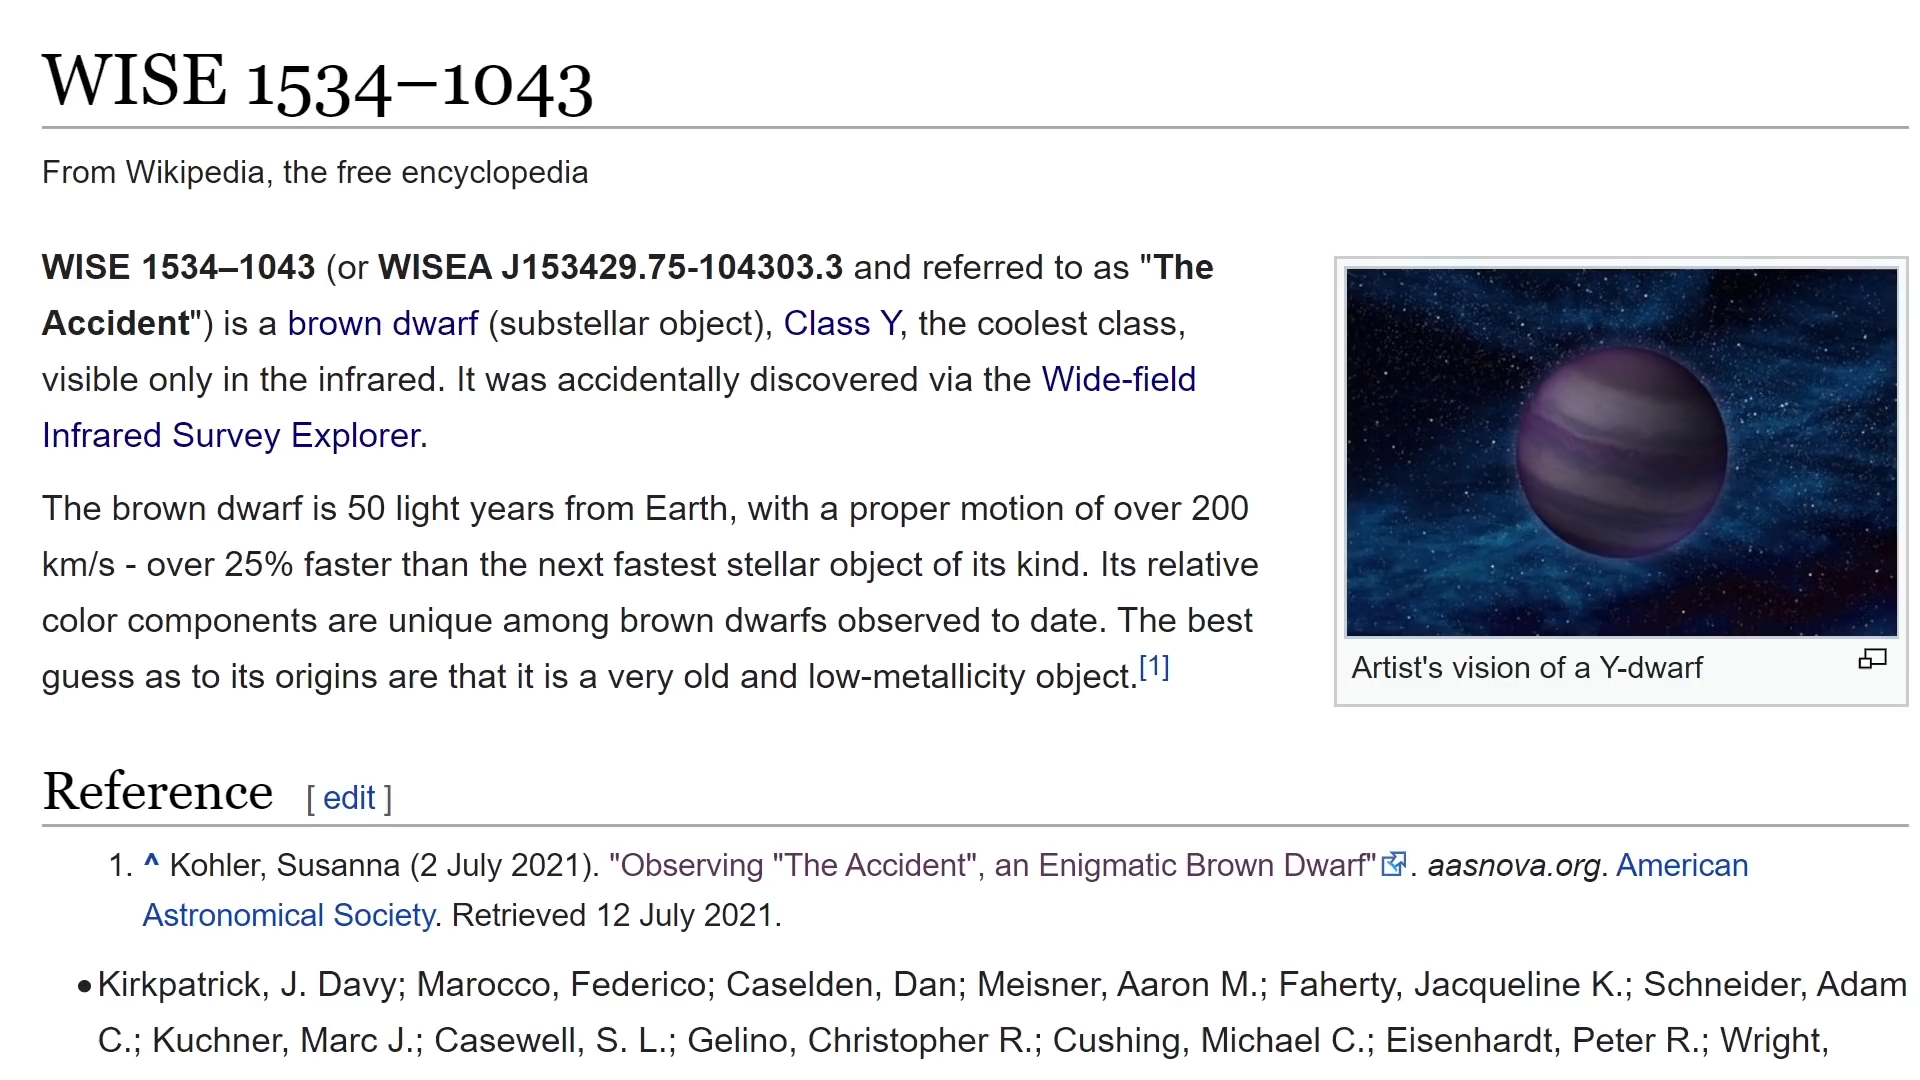 WISE 1534–1043
From Wikipedia, the free encyclopedia
WISE 1534–1043 (or WISEA J153429.75-104303.3 and referred to as "The
Accident") is a brown dwarf (substellar object), Class Y, the coolest class,
visible only in the infrared. It was accidentally discovered via the Wide-field
Infrared Survey Explorer.
The brown dwarf is 50 light years from Earth, with a proper motion of over 200
km/s - over 25% faster than the next fastest stellar object of its kind. Its relative
color components are unique among brown dwarfs observed to date. The best
guess as to its origins are that it is a very old and low-metallicity object.[1]
Artist's vision of a Y-dwarf
Reference [ edit ]
1. ^ Kohler, Susanna (2 July 2021). "Observing "The Accident", an Enigmatic Brown Dwarf". aasnova.org. American
Astronomical Society. Retrieved 12 July 2021.
• Kirkpatrick, J. Davy; Marocco, Federico; Caselden, Dan; Meisner, Aaron M.; Faherty, Jacqueline K.; Schneider, Adam
C.; Kuchner, Marc J.; Casewell, S. L.; Gelino, Christopher R.; Cushing, Michael C.; Eisenhardt, Peter R.; Wright,